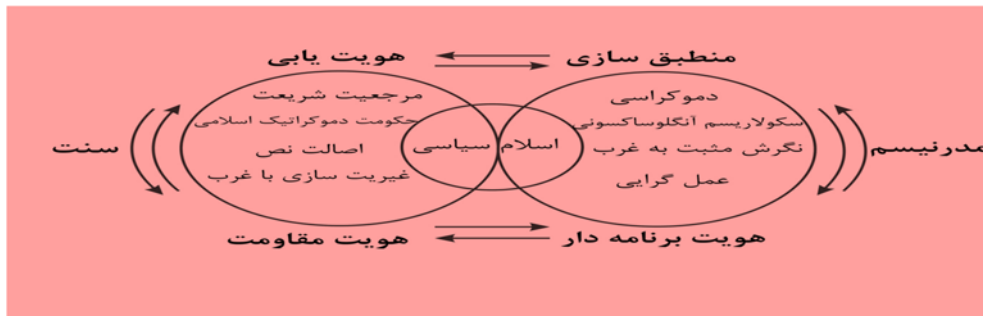 منطبق سازی
هویت یابی
دموکراسی
سکولاریسم آنگلوساکسونی
نگرش مثبت به غرب
عمل گرایی
مرجعیت شریعت
حکومت دموکراتیک اسلامی
اصالت نص
غیریت سازی با غرب
اسلام سیاسی
مدرنیسم
سنت
هویت برنامه دار
هویت مقاومت